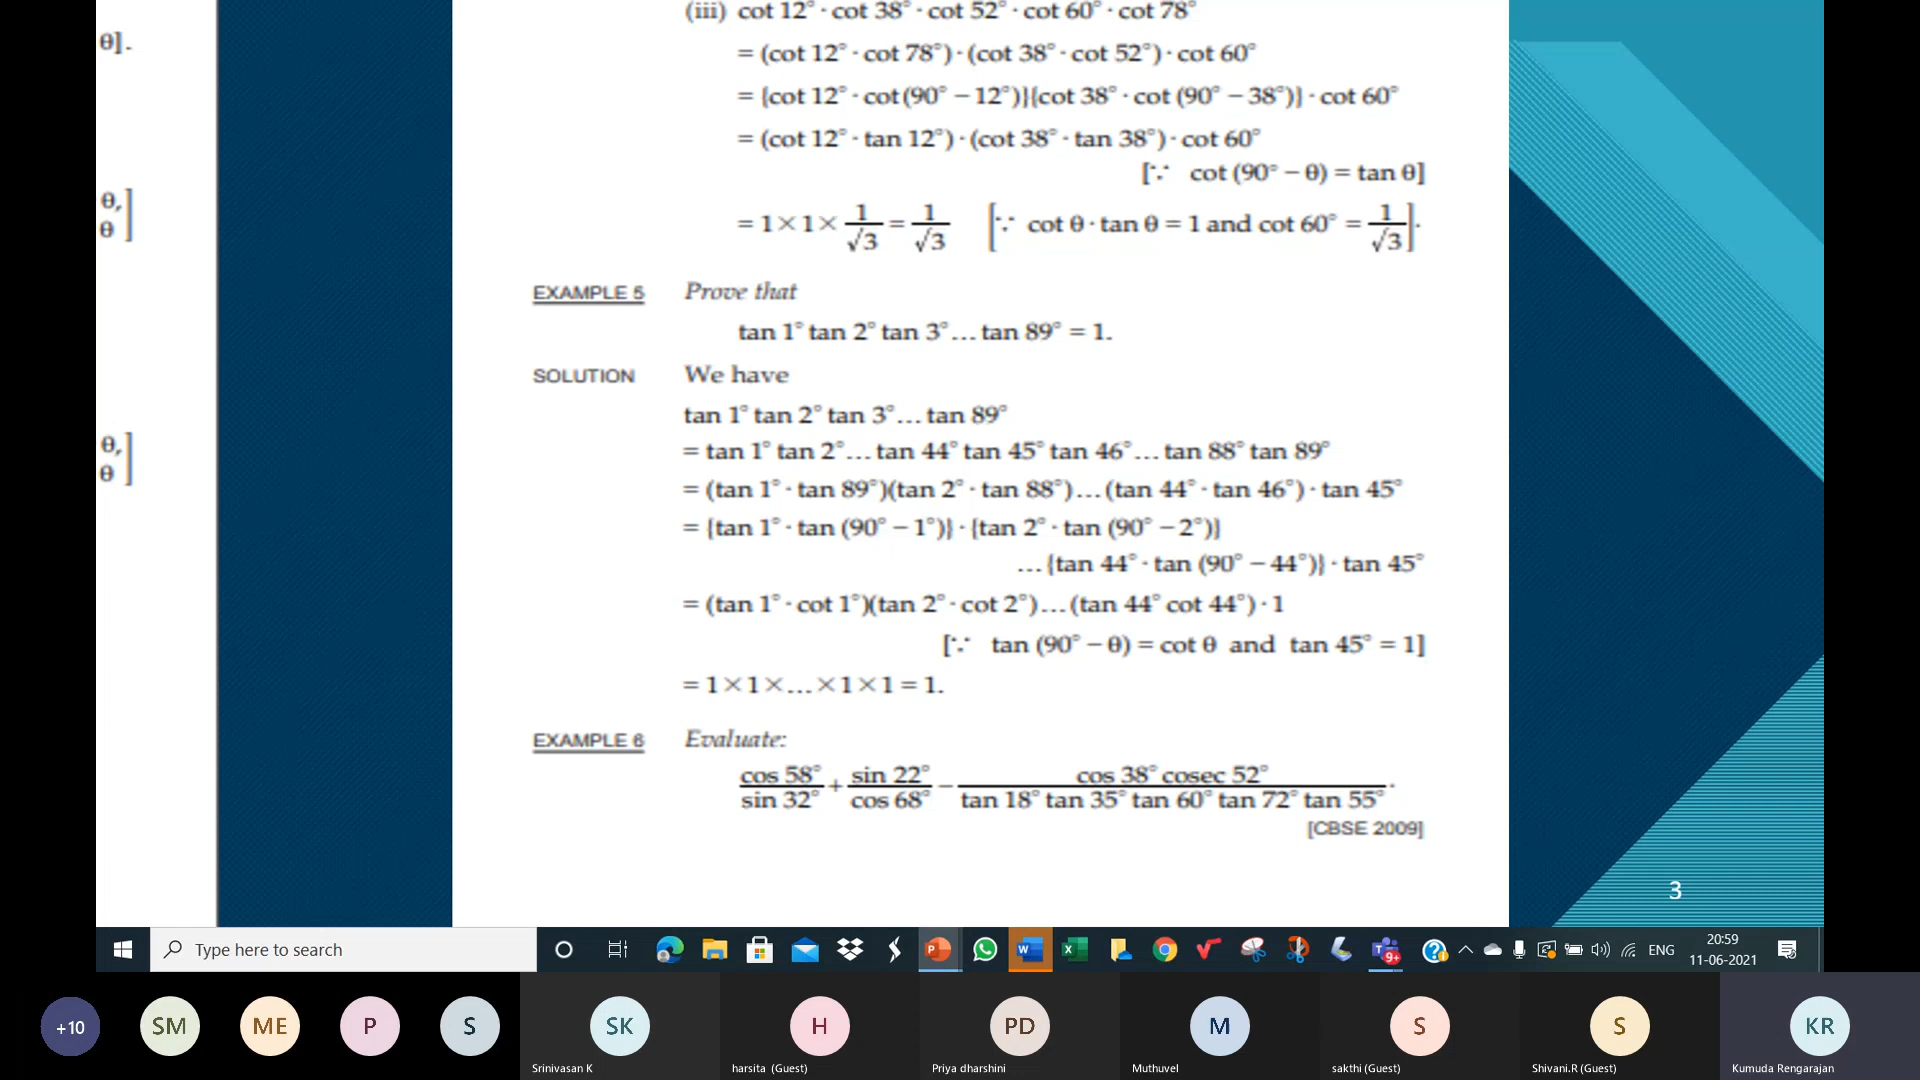 θ].
θ,
θ
θ,
θ
(iii) cot 12° · cot 38° · cot 52° · cot 60° · cot 78°
= (cot 12° · cot 78°) · (cot 38° · cot 52°) · cot 60°
= {cot 12° · cot (90° − 12°)}{cot 38° · cot (90° − 38°)} · cot 60°
= (cot 12° · tan 12°) · (cot 38° · tan 38°) · cot 60°
[∵ cot (90° − θ) = tan θ]
= 1 × 1 × 1/√3 = 1/√3 [∵ cot θ · tan θ = 1 and cot 60° = 1/√3].
EXAMPLE 5 Prove that
tan 1° tan 2° tan 3° ... tan 89° = 1.
SOLUTION We have
tan 1° tan 2° tan 3° ... tan 89°
= tan 1° tan 2° ... tan 44° tan 45° tan 46° ... tan 88° tan 89°
= (tan 1° · tan 89°)(tan 2° · tan 88°) ... (tan 44° · tan 46°) · tan 45°
= {tan 1° · tan (90° − 1°)} · {tan 2° · tan (90° − 2°)}
... {tan 44° · tan (90° − 44°)} · tan 45°
= (tan 1° · cot 1°)(tan 2° · cot 2°) ... (tan 44° cot 44°) · 1
[∵ tan (90° − θ) = cot θ and tan 45° = 1]
= 1 × 1 × ... × 1 × 1 = 1.
EXAMPLE 6 Evaluate:
cos 58°/sin 32° + sin 22°/cos 68° − cos 38° cosec 52°/tan 18° tan 35° tan 60° tan 72° tan 55°.
[CBSE 2009]
3
Type here to search
9+
ENG
20:59
11-06-2021
+10
SM
ME
P
S
SK
H
PD
M
S
S
KR
Srinivasan K
harsita (Guest)
Priya dharshini
Muthuvel
sakthi (Guest)
Shivani.R (Guest)
Kumuda Rengarajan